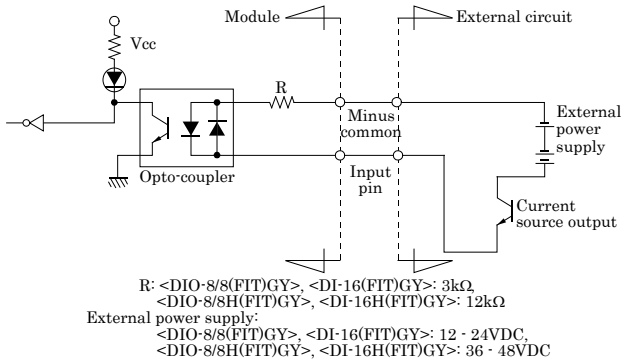 Module
External circuit
Vcc
R
Minus
common
External
power
supply
Input
pin
Opto-coupler
Current
source output
R: <DIO-8/8(FIT)GY>, <DI-16(FIT)GY>: 3kΩ,
<DIO-8/8H(FIT)GY>, <DI-16H(FIT)GY>: 12kΩ
External power supply:
<DIO-8/8(FIT)GY>, <DI-16(FIT)GY>: 12 - 24VDC,
<DIO-8/8H(FIT)GY>, <DI-16H(FIT)GY>: 36 - 48VDC